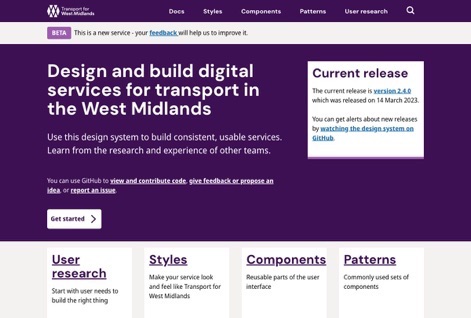 Transport for
West Midlands
Docs Styles Components Patterns User research
BETA This is a new service - your feedback will help us to improve it.
Design and build digital
services for transport in
the West Midlands
Use this design system to build consistent, usable services.
Learn from the research and experience of other teams.
You can use GitHub to view and contribute code, give feedback or propose an
idea, or report an issue.
Get started
Current release
The current release is version 2.4.0
which was released on 14 March 2023.
You can get alerts about new releases
by watching the design system on
GitHub.
User
research
Start with user needs to
build the right thing
Styles
Make your service look
and feel like Transport for
West Midlands
Components
Reusable parts of the user
interface
Patterns
Commonly used sets of
components